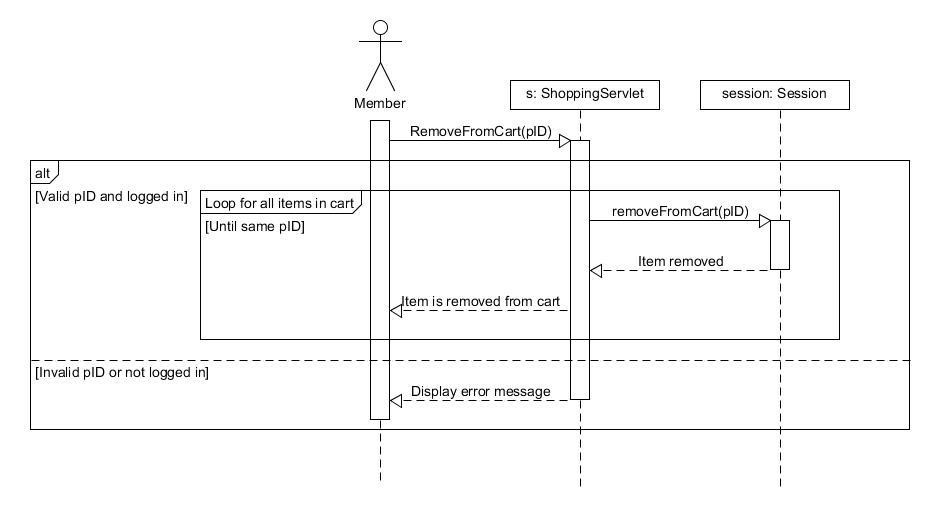 Member
s: ShoppingServlet
session: Session
RemoveFromCart(pID)
alt
[Valid pID and logged in]
Loop for all items in cart
[Until same pID]
removeFromCart(pID)
Item removed
Item is removed from cart
[Invalid pID or not logged in]
Display error message